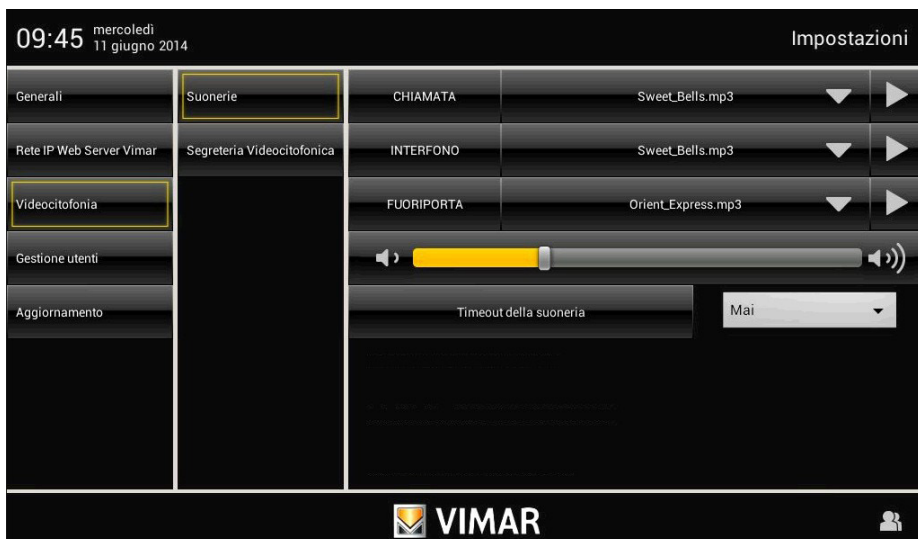 09:45 mercoledì
11 giugno 2014
Impostazioni
Generali
Rete IP Web Server Vimar
Videocitofonia
Gestione utenti
Aggiornamento
Suonerie
Segreteria Videocitofonica
CHIAMATA Sweet_Bells.mp3
INTERFONO Sweet_Bells.mp3
FUORIPORTA Orient_Express.mp3
Timeout della suoneria Mai
VIMAR